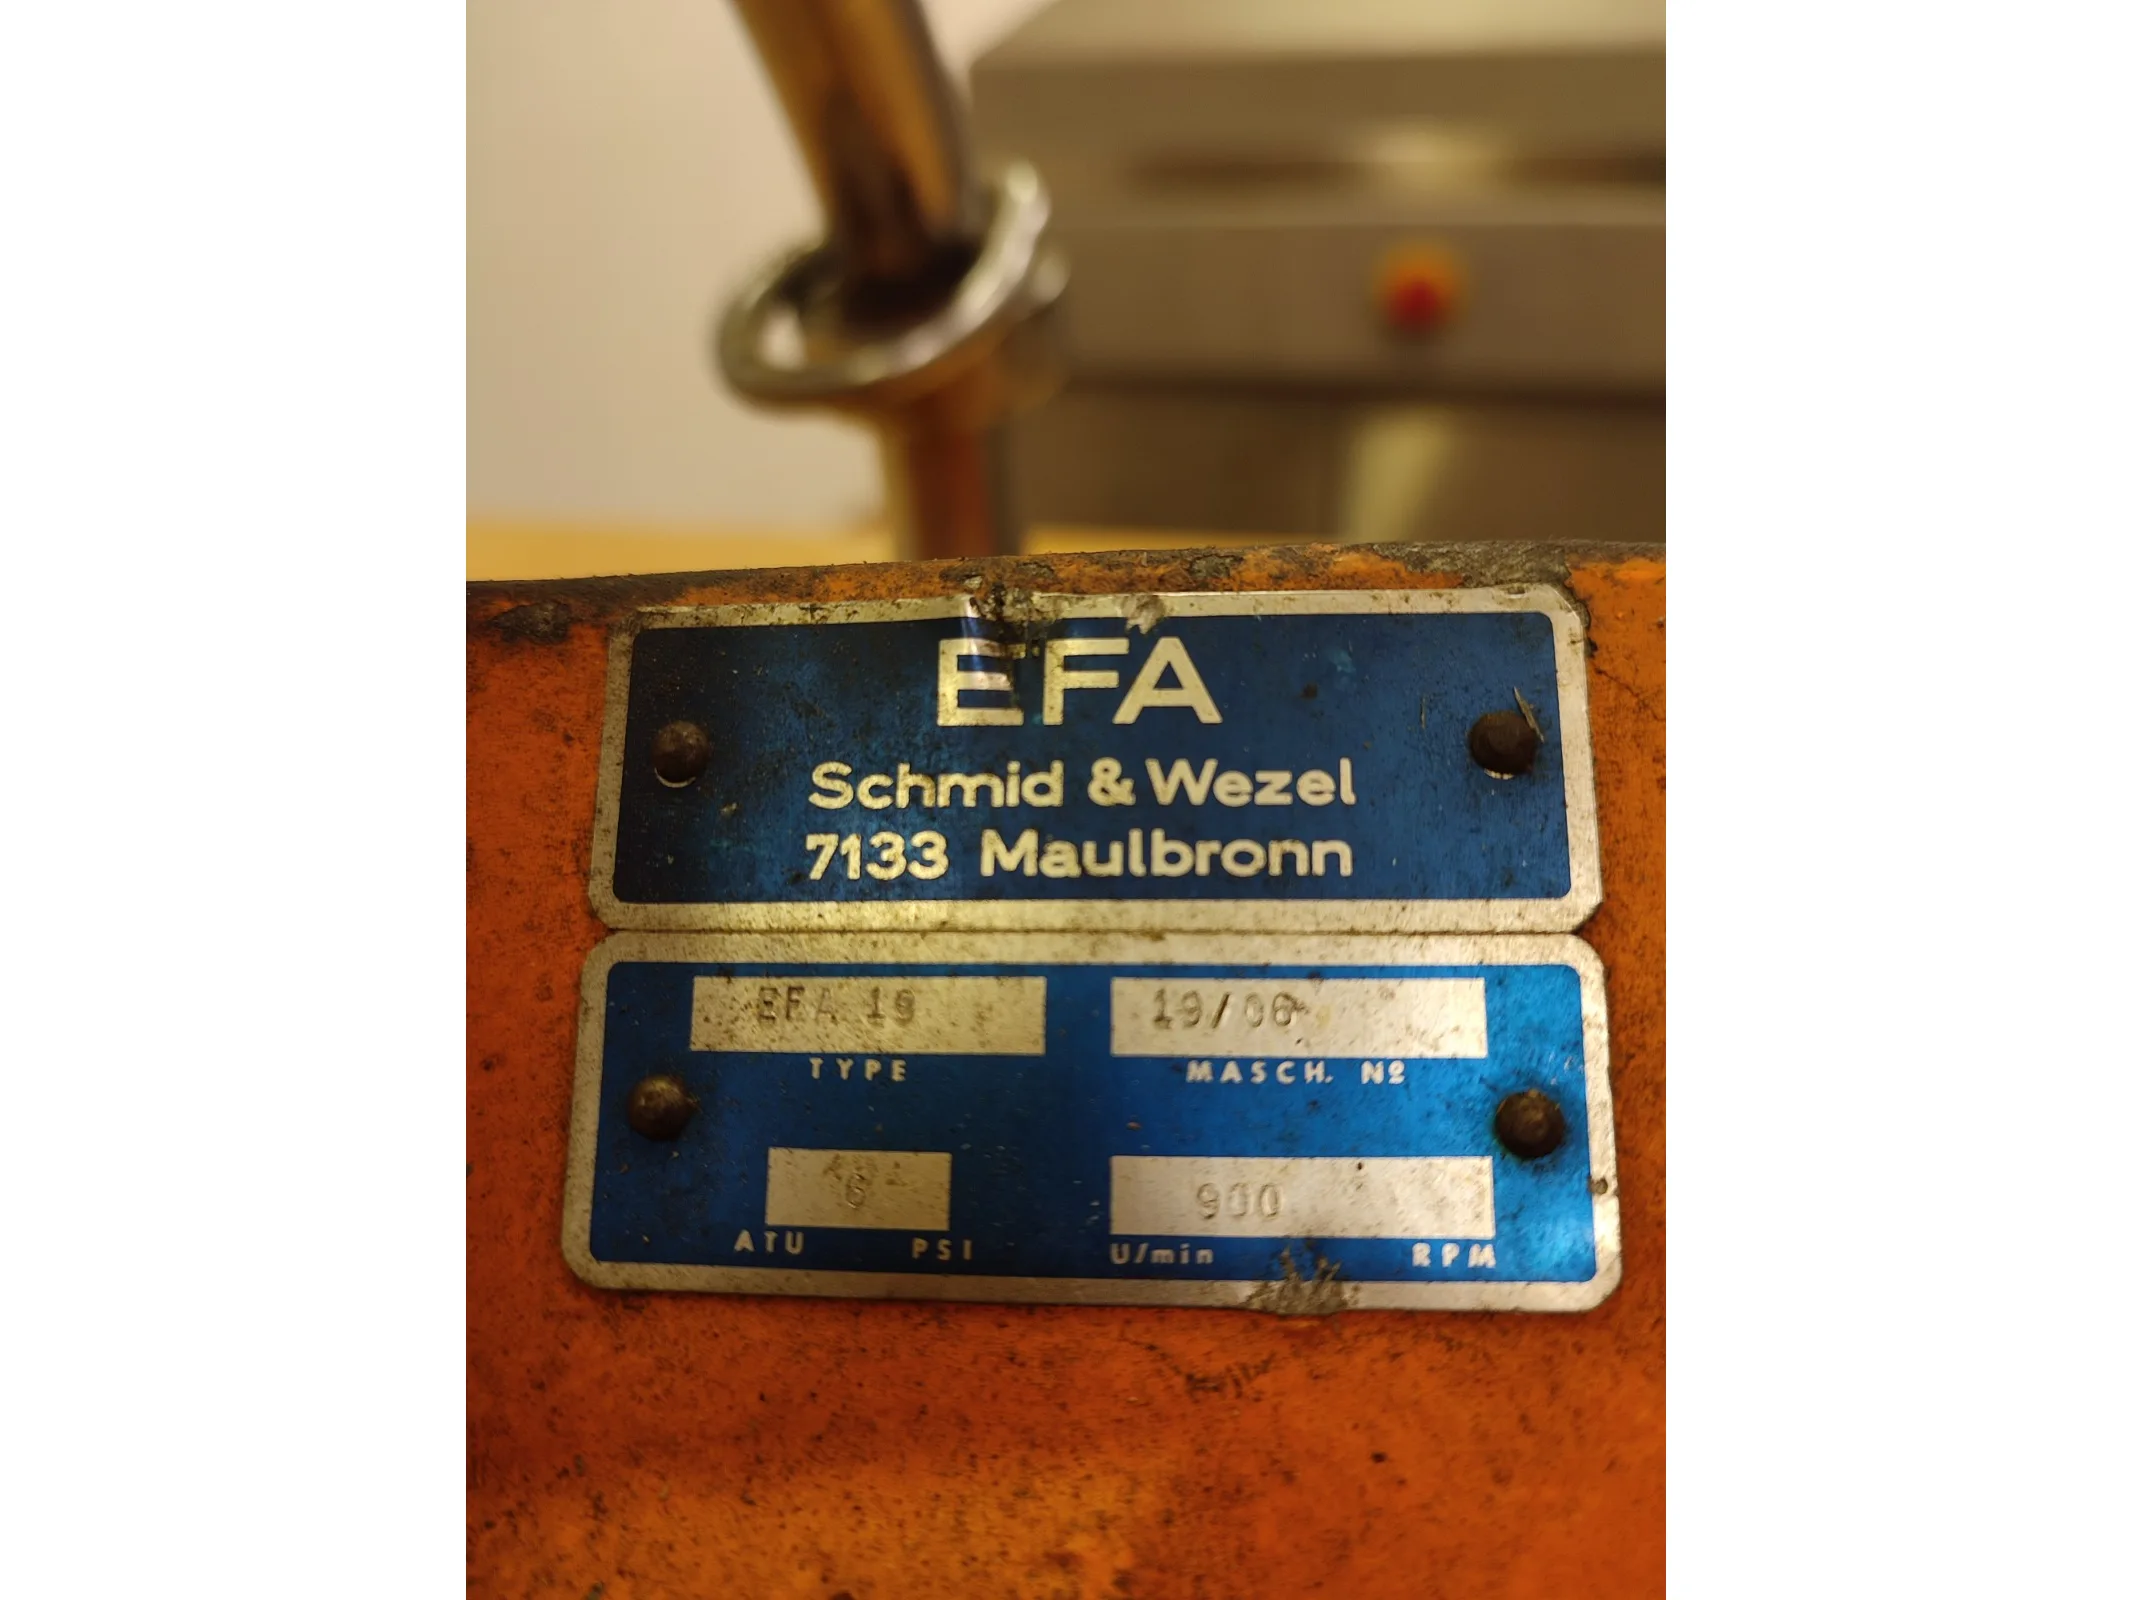 EFA
Schmid & Wezel
7133 Maulbronn
EFA 19 19/06
TYPE MASCH. Nº
6 900
ATU PSI U/min RPM